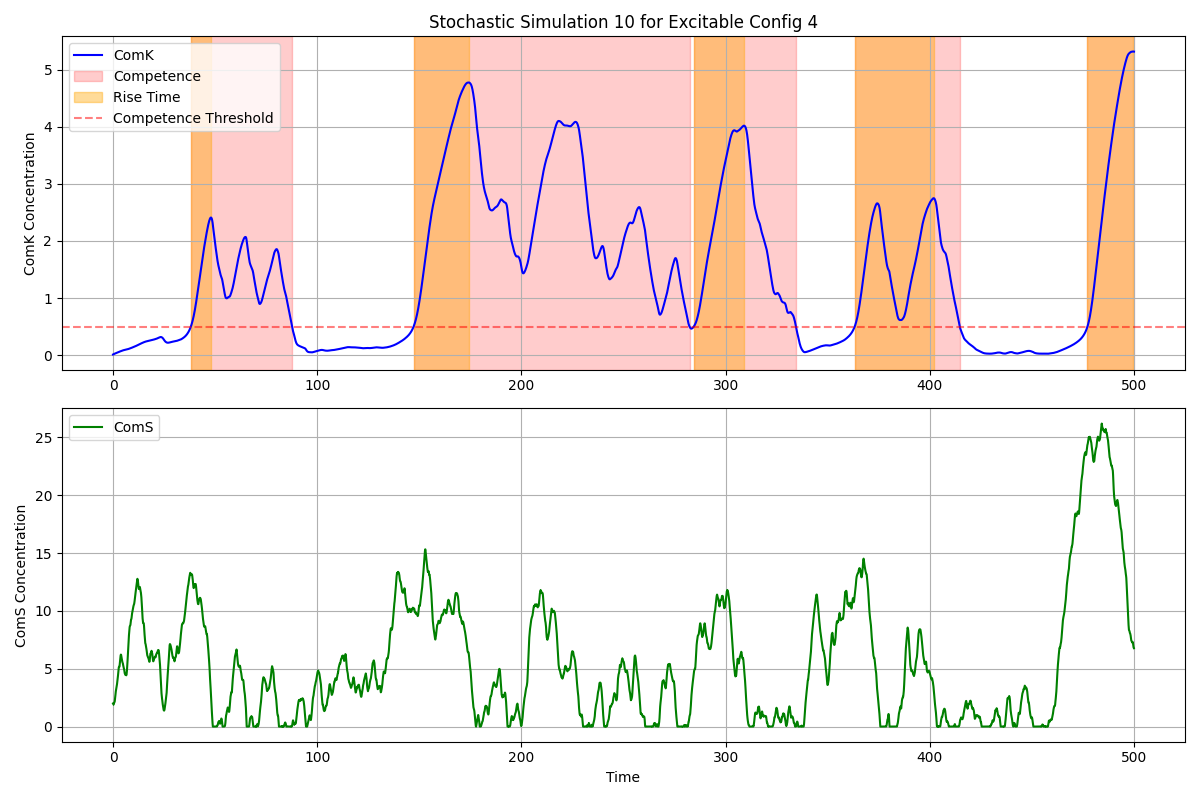 Stochastic Simulation 10 for Excitable Config 4
ComK
Competence
Rise Time
Competence Threshold
ComK Concentration
5
4
3
2
1
0
0 100 200 300 400 500
ComS
ComS Concentration
25
20
15
10
5
0
0 100 200 300 400 500
Time